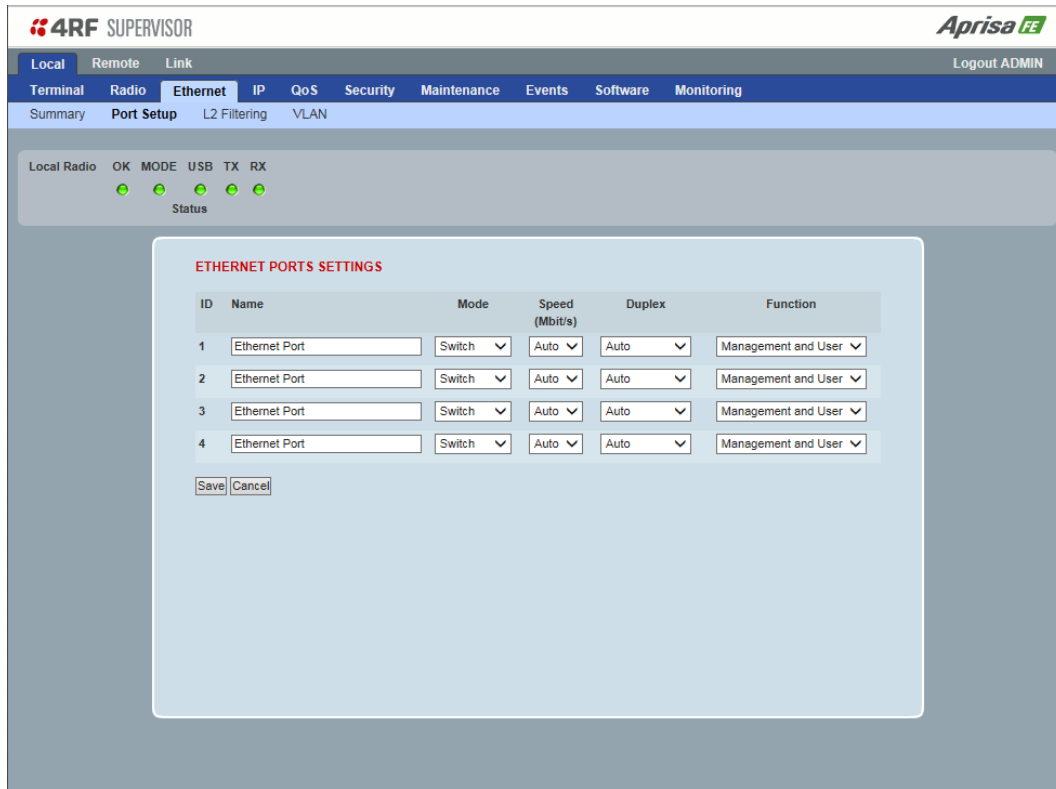 4RF SUPERVISOR
Aprisa FE
Local Remote Link Logout ADMIN
Terminal Radio Ethernet IP QoS Security Maintenance Events Software Monitoring
Summary Port Setup L2 Filtering VLAN
Local Radio OK MODE USB TX RX
Status
ETHERNET PORTS SETTINGS
ID Name Mode Speed (Mbit/s) Duplex Function
1 Ethernet Port Switch Auto Auto Management and User
2 Ethernet Port Switch Auto Auto Management and User
3 Ethernet Port Switch Auto Auto Management and User
4 Ethernet Port Switch Auto Auto Management and User
Save Cancel